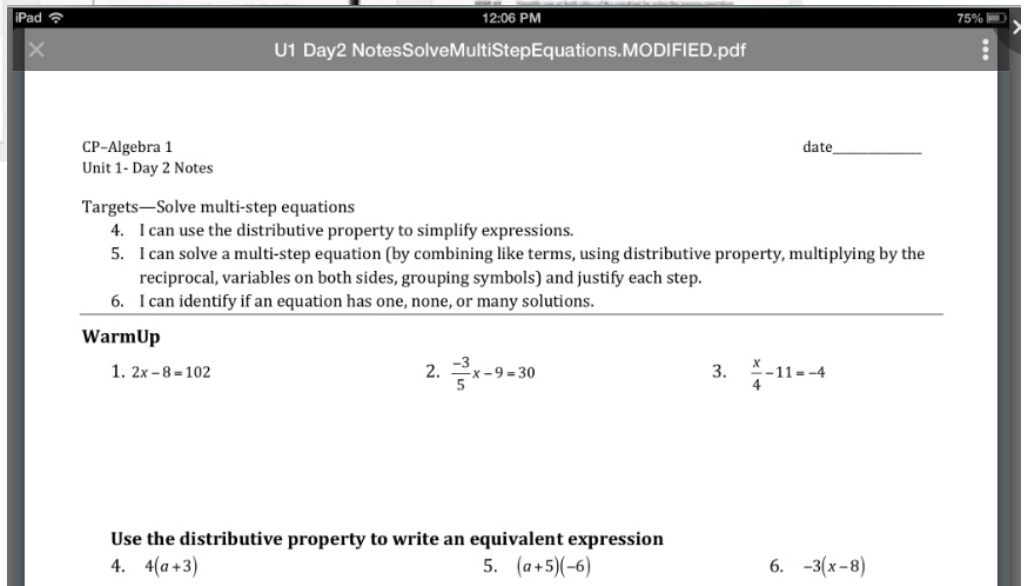 iPad 12:06 PM 75%
U1 Day2 NotesSolveMultiStepEquations.MODIFIED.pdf
CP–Algebra 1 date______________
Unit 1- Day 2 Notes
Targets—Solve multi-step equations
4. I can use the distributive property to simplify expressions.
5. I can solve a multi-step equation (by combining like terms, using distributive property, multiplying by the
reciprocal, variables on both sides, grouping symbols) and justify each step.
6. I can identify if an equation has one, none, or many solutions.
WarmUp
1. 2x – 8 = 102 2. –3/5 x – 9 = 30 3. x/4 – 11 = –4
Use the distributive property to write an equivalent expression
4. 4(a+3) 5. (a+5)(–6) 6. –3(x–8)